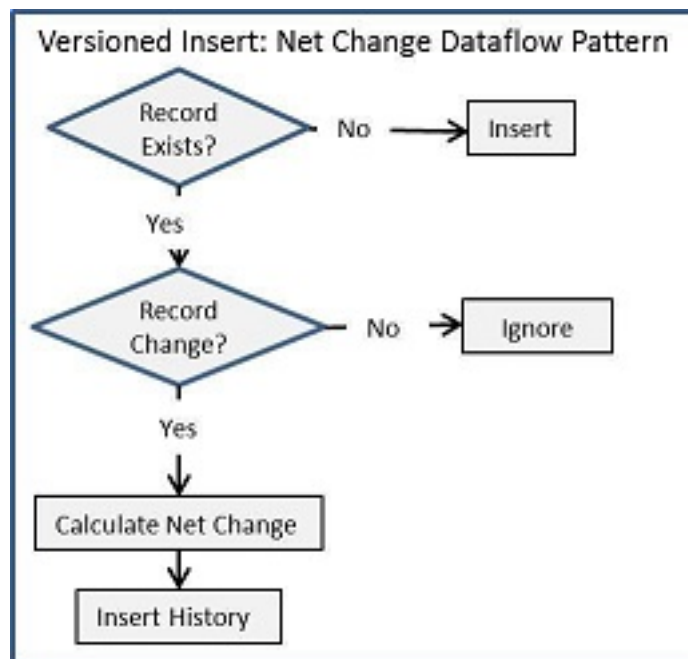 Versioned Insert: Net Change Dataflow Pattern
Record
Exists?
No
Insert
Yes
Record
Change?
No
Ignore
Yes
Calculate Net Change
Insert History